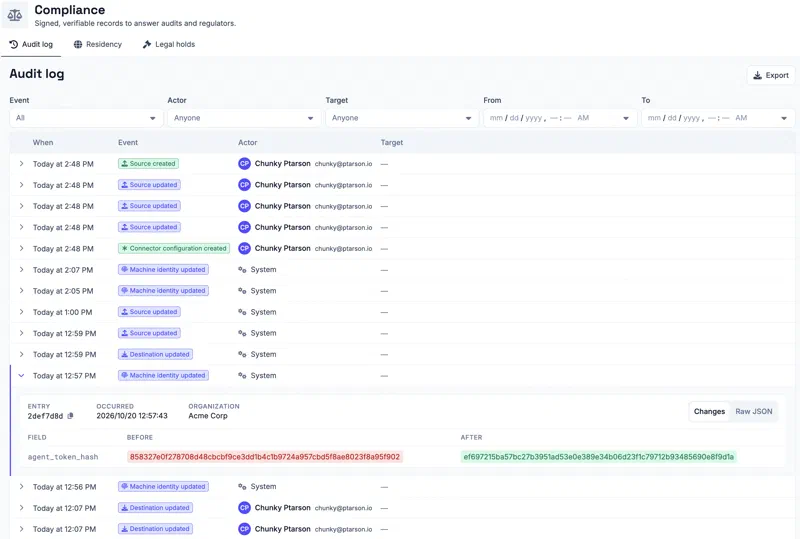 Compliance
Signed, verifiable records to answer audits and regulators.
Audit log Residency Legal holds
Audit log
Export
Event Actor Target From To
All Anyone Anyone mm / dd / yyyy , — : — AM mm / dd / yyyy , — : — AM
When Event Actor Target
Today at 2:48 PM Source created CP Chunky Ptarson chunky@ptarson.io —
Today at 2:48 PM Source updated CP Chunky Ptarson chunky@ptarson.io —
Today at 2:48 PM Source updated CP Chunky Ptarson chunky@ptarson.io —
Today at 2:48 PM Source updated CP Chunky Ptarson chunky@ptarson.io —
Today at 2:48 PM Connector configuration created CP Chunky Ptarson chunky@ptarson.io —
Today at 2:07 PM Machine identity updated System —
Today at 2:05 PM Machine identity updated System —
Today at 1:00 PM Source updated System —
Today at 12:59 PM Source updated System —
Today at 12:59 PM Destination updated System —
Today at 12:57 PM Machine identity updated System —
ENTRY OCCURRED ORGANIZATION
2def7d8d 2026/10/20 12:57:43 Acme Corp
Changes Raw JSON
FIELD BEFORE AFTER
agent_token_hash 858327e0f278708d48cbcbf9ce3dd1b4c1b9724a957cbd5f8ae8023f8a95f902 ef697215ba57bc27b3951ad53e0e389e34b06d23f1c79712b93485690e8f9d1a
Today at 12:56 PM Machine identity updated System —
Today at 12:07 PM Destination updated CP Chunky Ptarson chunky@ptarson.io —
Today at 12:07 PM Destination updated CP Chunky Ptarson chunky@ptarson.io —